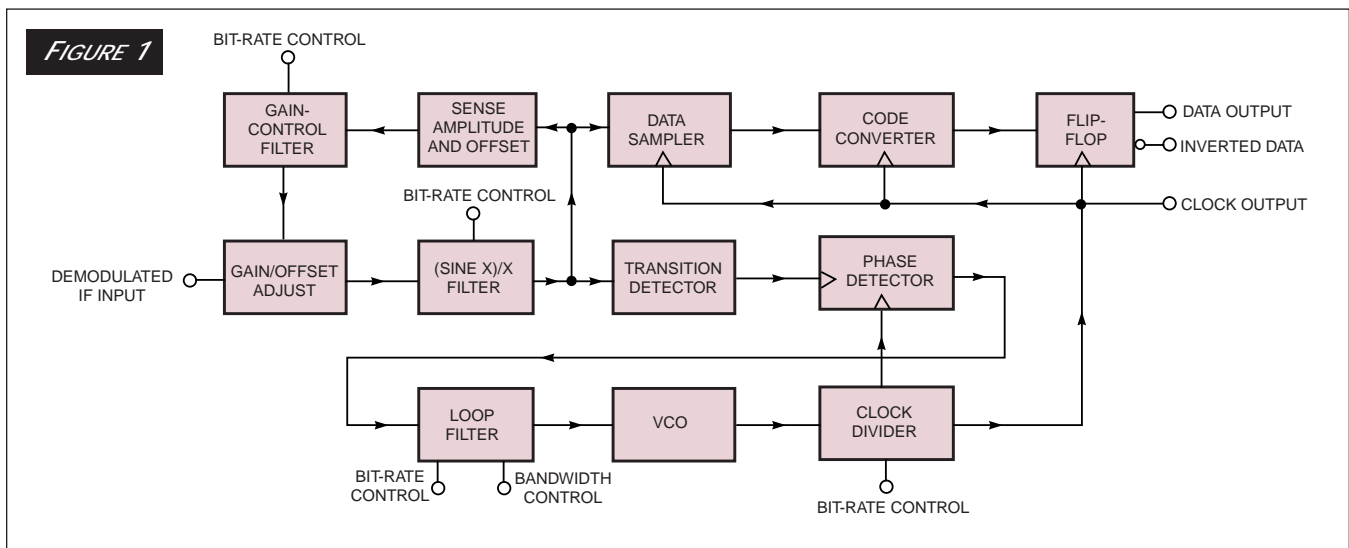 FIGURE 1
BIT-RATE CONTROL
GAIN-
CONTROL
FILTER
SENSE
AMPLITUDE
AND OFFSET
DATA
SAMPLER
CODE
CONVERTER
FLIP-
FLOP
DATA OUTPUT
INVERTED DATA
CLOCK OUTPUT
BIT-RATE CONTROL
DEMODULATED
IF INPUT
GAIN/OFFSET
ADJUST
(SINE X)/X
FILTER
TRANSITION
DETECTOR
PHASE
DETECTOR
LOOP
FILTER
VCO
CLOCK
DIVIDER
BIT-RATE
CONTROL
BANDWIDTH
CONTROL
BIT-RATE CONTROL